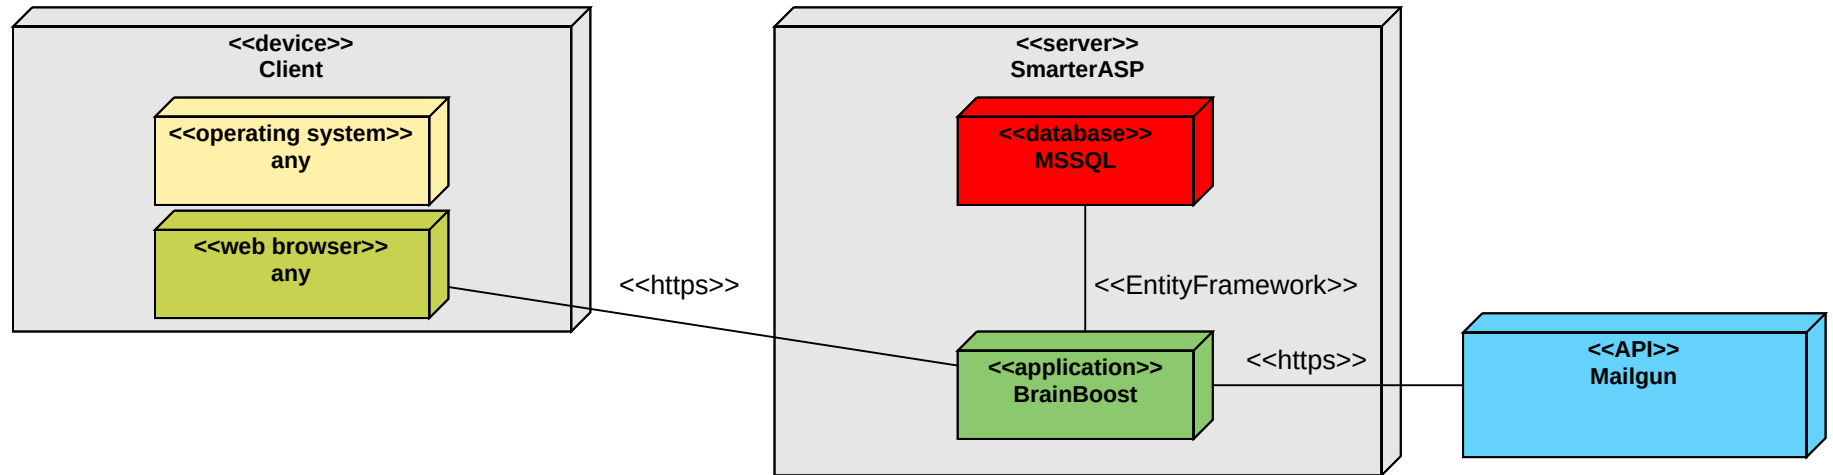 <<device>>
Client
<<operating system>>
any
<<web browser>>
any
<<https>>
<<server>>
SmarterASP
<<database>>
MSSQL
<<EntityFramework>>
<<application>>
BrainBoost
<<https>>
<<API>>
Mailgun